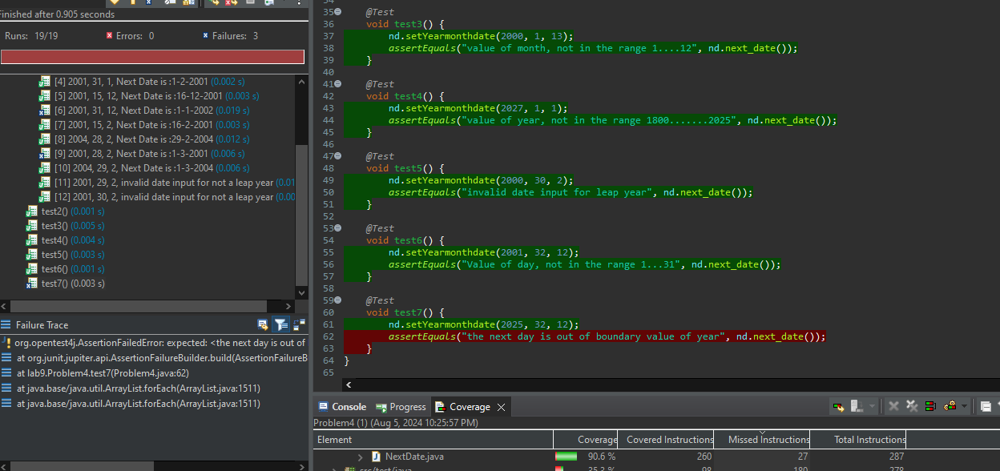 Finished after 0.905 seconds
Runs: 19/19 Errors: 0 Failures: 3
[4] 2001, 31, 1, Next Date is :1-2-2001 (0.002 s)
[5] 2001, 15, 12, Next Date is :16-12-2001 (0.003 s)
[6] 2001, 31, 12, Next Date is :1-1-2002 (0.019 s)
[7] 2001, 15, 2, Next Date is :16-2-2001 (0.003 s)
[8] 2004, 28, 2, Next Date is :29-2-2004 (0.012 s)
[9] 2001, 28, 2, Next Date is :1-3-2001 (0.006 s)
[10] 2004, 29, 2, Next Date is :1-3-2004 (0.006 s)
[11] 2001, 29, 2, invalid date input for not a leap year (0.01
[12] 2001, 30, 2, invalid date input for not a leap year (0.00
test2() (0.001 s)
test3() (0.005 s)
test4() (0.004 s)
test5() (0.003 s)
test6() (0.001 s)
test7() (0.003 s)
Failure Trace
org.opentest4j.AssertionFailedError: expected: <the next day is out of
at org.junit.jupiter.api.AssertionFailureBuilder.build(AssertionFailureB
at lab9.Problem4.test7(Problem4.java:62)
at java.base/java.util.ArrayList.forEach(ArrayList.java:1511)
at java.base/java.util.ArrayList.forEach(ArrayList.java:1511)
34
35 @Test
36 void test3() {
37 nd.setYearmonthdate(2000, 1, 13);
38 assertEquals("value of month, not in the range 1....12", nd.next_date());
39 }
40
41 @Test
42 void test4() {
43 nd.setYearmonthdate(2027, 1, 1);
44 assertEquals("value of year, not in the range 1800.......2025", nd.next_date());
45 }
46
47 @Test
48 void test5() {
49 nd.setYearmonthdate(2000, 30, 2);
50 assertEquals("invalid date input for leap year", nd.next_date());
51 }
52
53 @Test
54 void test6() {
55 nd.setYearmonthdate(2001, 32, 12);
56 assertEquals("Value of day, not in the range 1...31", nd.next_date());
57 }
58
59 @Test
60 void test7() {
61 nd.setYearmonthdate(2025, 32, 12);
62 assertEquals("the next day is out of boundary value of year", nd.next_date());
63 }
64 }
65
Console Progress Coverage
Problem4 (1) (Aug 5, 2024 10:25:57 PM)
Element Coverage Covered Instructions Missed Instructions Total Instructions
NextDate.java 90.6 % 260 27 287
src/test/java 35.3 % 98 180 278